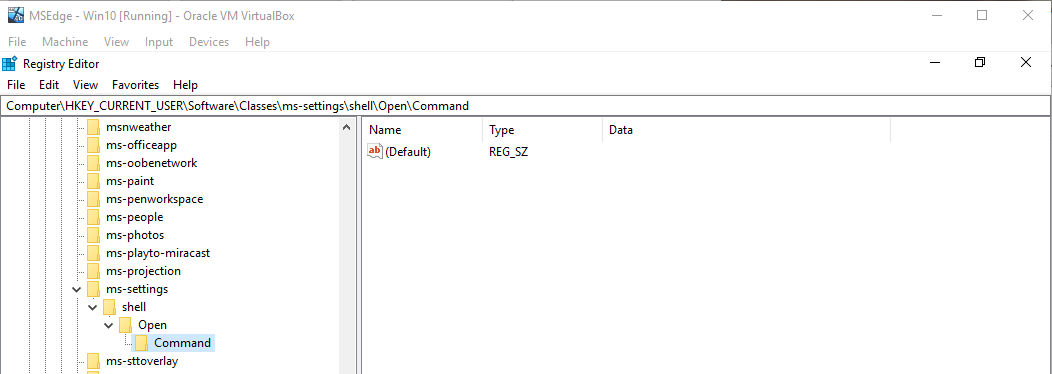 MSEdge - Win10 [Running] - Oracle VM VirtualBox
File Machine View Input Devices Help
Registry Editor
File Edit View Favorites Help
Computer\HKEY_CURRENT_USER\Software\Classes\ms-settings\shell\Open\Command
Name Type Data
ab (Default) REG_SZ
msnweather
ms-officeapp
ms-oobenetwork
ms-paint
ms-penworkspace
ms-people
ms-photos
ms-playto-miracast
ms-projection
ms-settings
shell
Open
Command
ms-sttoverlay